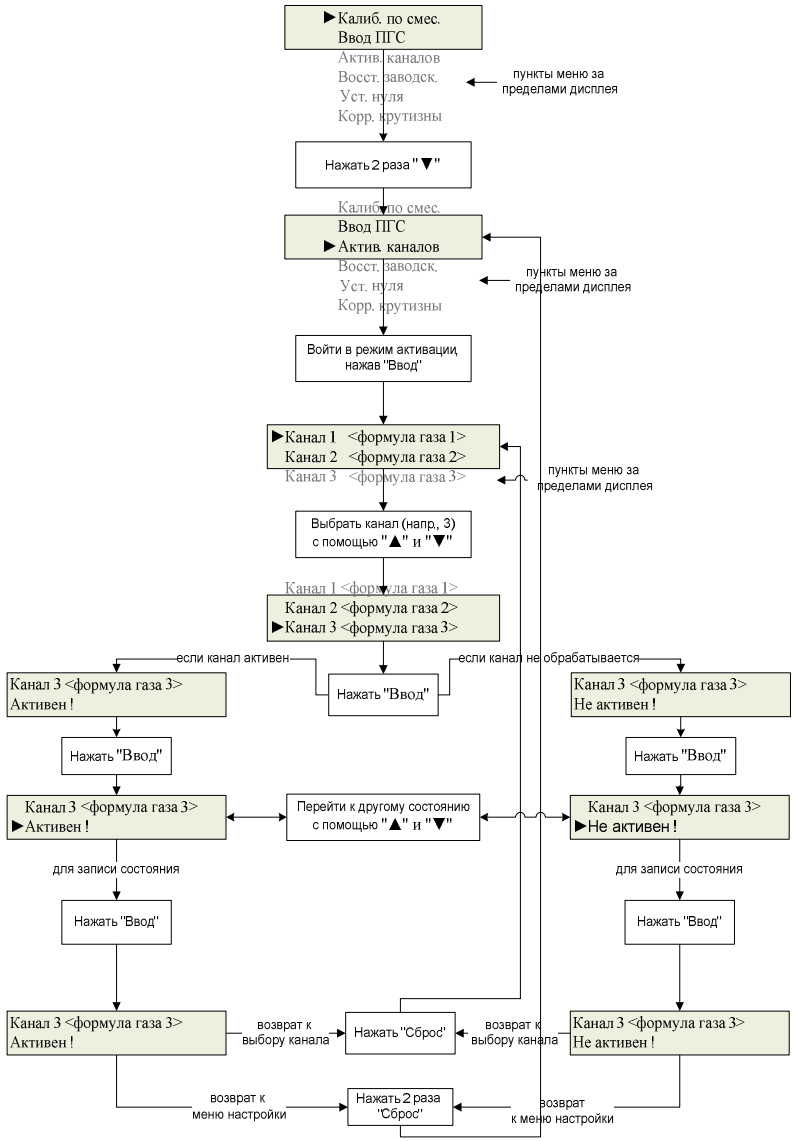 ►Калиб. по смес.
Ввод ПГС
Актив. каналов
Восст. заводск.
Уст. нуля
Корр. крутизны
пункты меню за
пределами дисплея
Нажать 2 раза "▼"
Калиб. по смес.
Ввод ПГС
►Актив. каналов
Восст. заводск.
Уст. нуля
Корр. крутизны
пункты меню за
пределами дисплея
Войти в режим активации,
нажав "Ввод"
►Канал 1 <формула газа 1>
Канал 2 <формула газа 2>
Канал 3 <формула газа 3>
пункты меню за
пределами дисплея
Выбрать канал (напр., 3)
с помощью "▲" и "▼"
Канал 1 <формула газа 1>
Канал 2 <формула газа 2>
►Канал 3 <формула газа 3>
если канал активен
Нажать "Ввод"
если канал не обрабатывается
Канал 3 <формула газа 3>
Активен !
Канал 3 <формула газа 3>
Не активен !
Нажать "Ввод"
Нажать "Ввод"
Канал 3 <формула газа 3>
►Активен !
Перейти к другому состоянию
с помощью "▲" и "▼"
Канал 3 <формула газа 3>
►Не активен !
для записи состояния
для записи состояния
Нажать "Ввод"
Нажать "Ввод"
Канал 3 <формула газа 3>
Активен !
возврат к
выбору канала
Нажать "Сброс"
возврат к
выбору канала
Канал 3 <формула газа 3>
Не активен !
возврат к
меню настройки
Нажать 2 раза
"Сброс"
возврат
к меню настройки